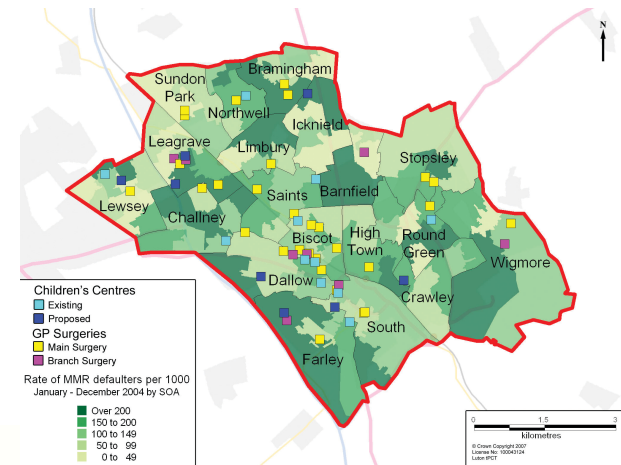 N
Bramingham
Sundon
Park
Northwell
Icknield
Leagrave
Limbury
Stopsley
Saints
Barnfield
Lewsey
Challney
Biscot
High
Town
Round
Green
Wigmore
Dallow
Crawley
South
Farley
Children's Centres
Existing
Proposed
GP Surgeries
Main Surgery
Branch Surgery
Rate of MMR defaulters per 1000
January - December 2004 by SOA
Over 200
150 to 200
100 to 149
50 to 99
0 to 49
0 1.5 3
kilometres
© Crown Copyright 2007
License No: 100043124
Luton tPCT